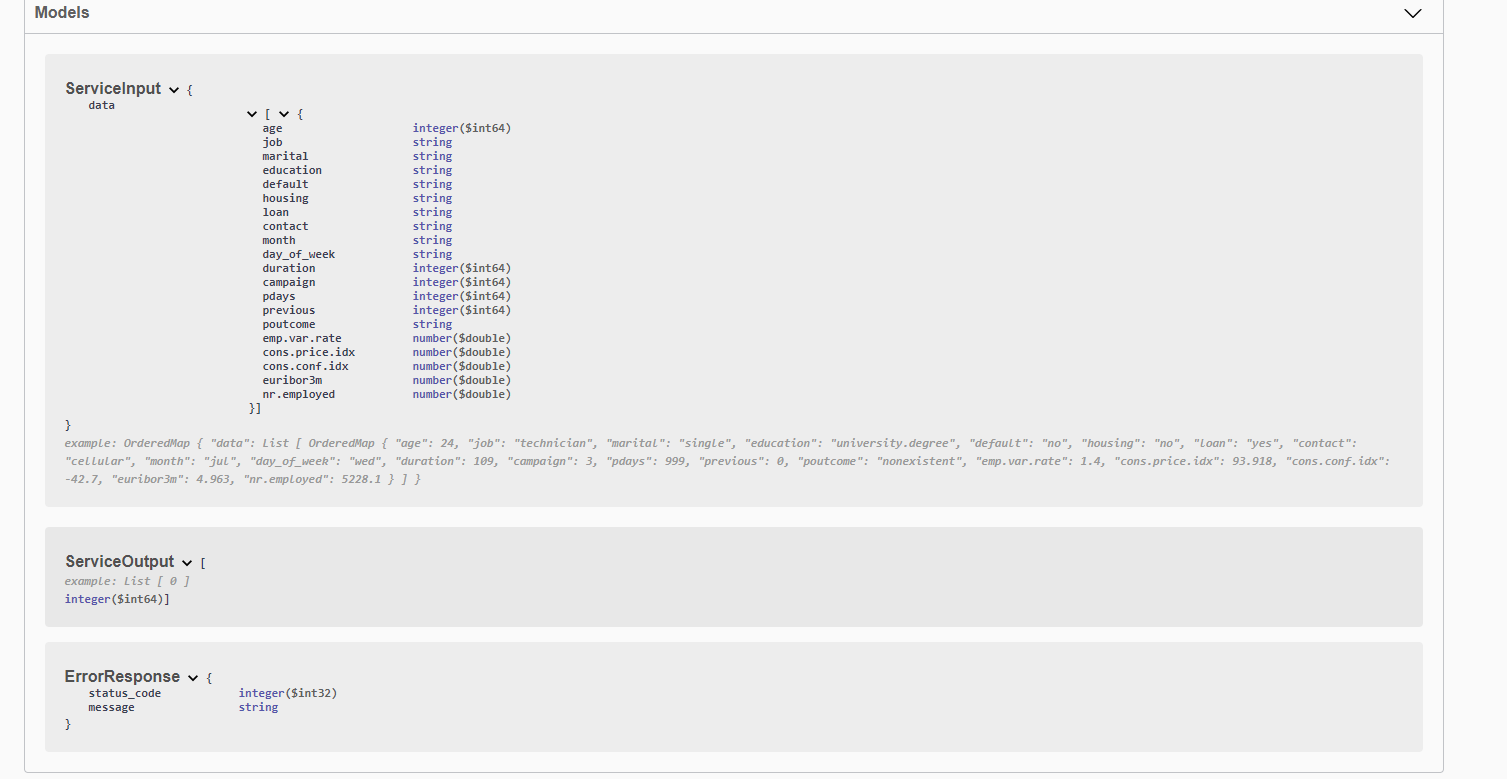 Models
ServiceInput {
data
[ {
age integer($int64)
job string
marital string
education string
default string
housing string
loan string
contact string
month string
day_of_week string
duration integer($int64)
campaign integer($int64)
pdays integer($int64)
previous integer($int64)
poutcome string
emp.var.rate number($double)
cons.price.idx number($double)
cons.conf.idx number($double)
euribor3m number($double)
nr.employed number($double)
}]
}
example: OrderedMap { "data": List [ OrderedMap { "age": 24, "job": "technician", "marital": "single", "education": "university.degree", "default": "no", "housing": "no", "loan": "yes", "contact":
"cellular", "month": "jul", "day_of_week": "wed", "duration": 109, "campaign": 3, "pdays": 999, "previous": 0, "poutcome": "nonexistent", "emp.var.rate": 1.4, "cons.price.idx": 93.918, "cons.conf.idx":
-42.7, "euribor3m": 4.963, "nr.employed": 5228.1 } ] }
ServiceOutput [
example: List [ 0 ]
integer($int64)]
ErrorResponse {
status_code integer($int32)
message string
}